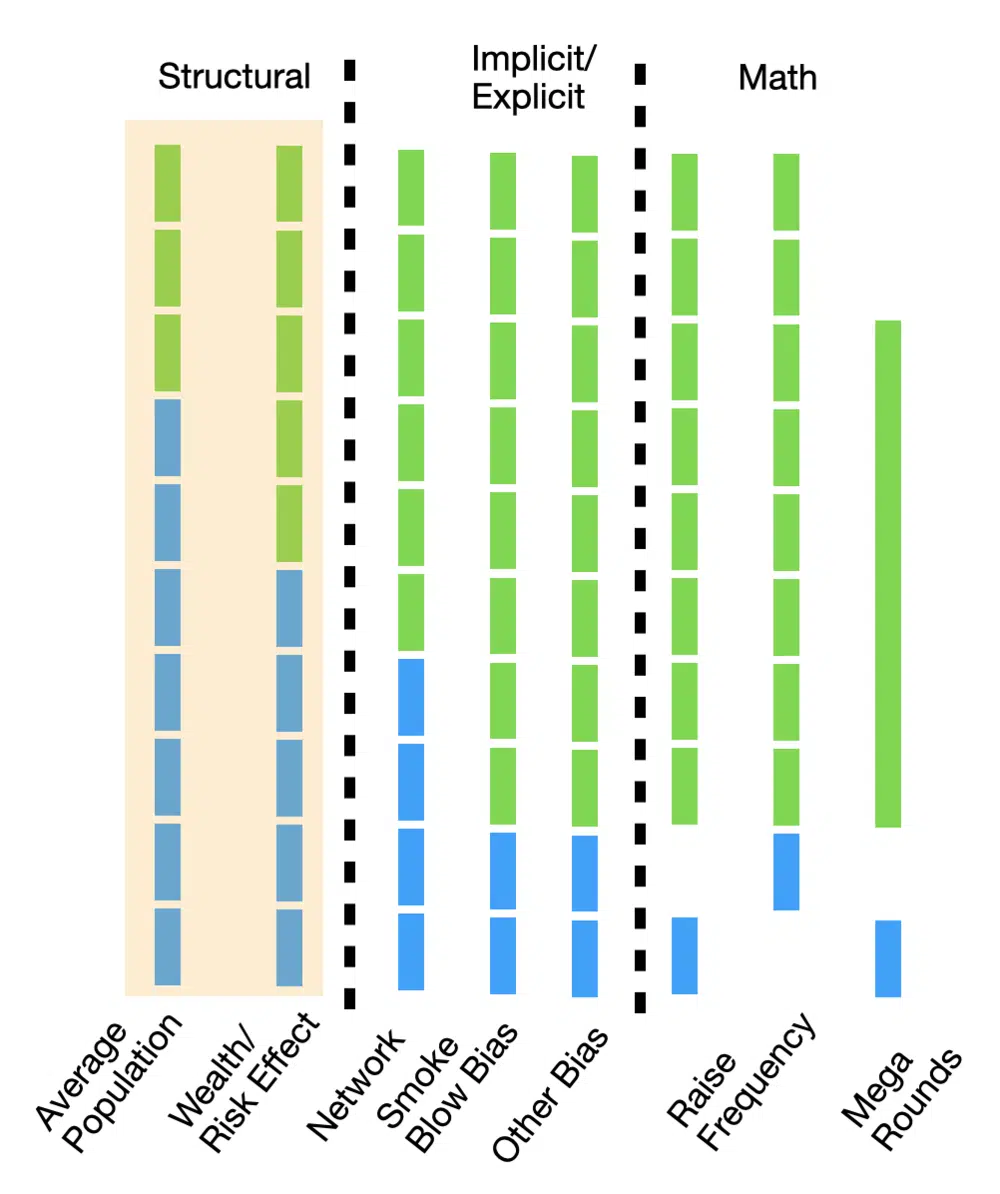 Structural
Implicit/
Explicit
Math
Average
Population
Wealth/
Risk Effect
Network
Smoke
Blow Bias
Other Bias
Raise
Frequency
Mega
Rounds